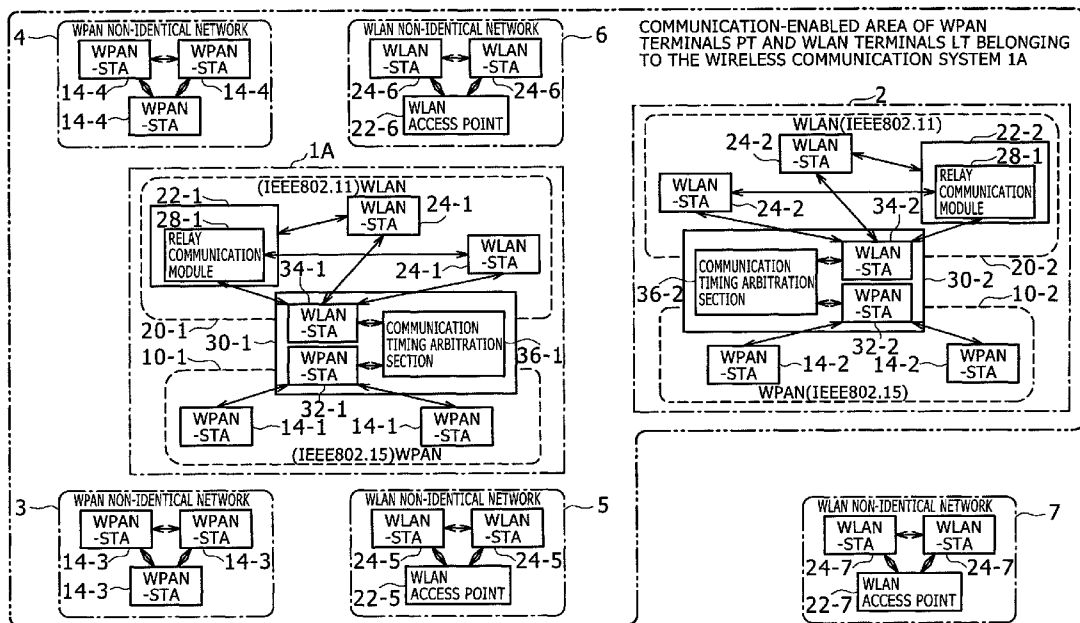 4
WPAN NON-IDENTICAL NETWORK
WPAN
-STA
WPAN
-STA
14-4
14-4
14-4
WPAN
-STA
WLAN NON-IDENTICAL NETWORK
6
WLAN
-STA
WLAN
-STA
24-6
24-6
22-6
WLAN
ACCESS POINT
COMMUNICATION-ENABLED AREA OF WPAN
TERMINALS PT AND WLAN TERMINALS LT BELONGING
TO THE WIRELESS COMMUNICATION SYSTEM 1A
1A
(IEEE802.11)WLAN
22-1
28-1
RELAY
COMMUNICATION
MODULE
WLAN
-STA
24-1
WLAN
-STA
24-1
34-1
WLAN
-STA
WPAN
-STA
COMMUNICATION
TIMING ARBITRATION
SECTION
20-1
30-1
10-1
36-1
32-1
WPAN
-STA
14-1
14-1
WPAN
-STA
(IEEE802.15)WPAN
2
WLAN(IEEE802.11)
22-2
24-2
WLAN
-STA
28-1
RELAY
COMMUNICATION
MODULE
WLAN
-STA
24-2
34-2
WLAN
-STA
COMMUNICATION
TIMING ARBITRATION
SECTION
36-2
WPAN
-STA
20-2
30-2
10-2
32-2
WPAN
-STA
14-2
14-2
WPAN
-STA
WPAN(IEEE802.15)
3
WPAN NON-IDENTICAL NETWORK
WPAN
-STA
WPAN
-STA
14-3
14-3
14-3
WPAN
-STA
WLAN NON-IDENTICAL NETWORK
5
WLAN
-STA
WLAN
-STA
24-5
24-5
22-5
WLAN
ACCESS POINT
WLAN NON-IDENTICAL NETWORK
7
WLAN
-STA
WLAN
-STA
24-7
24-7
22-7
WLAN
ACCESS POINT